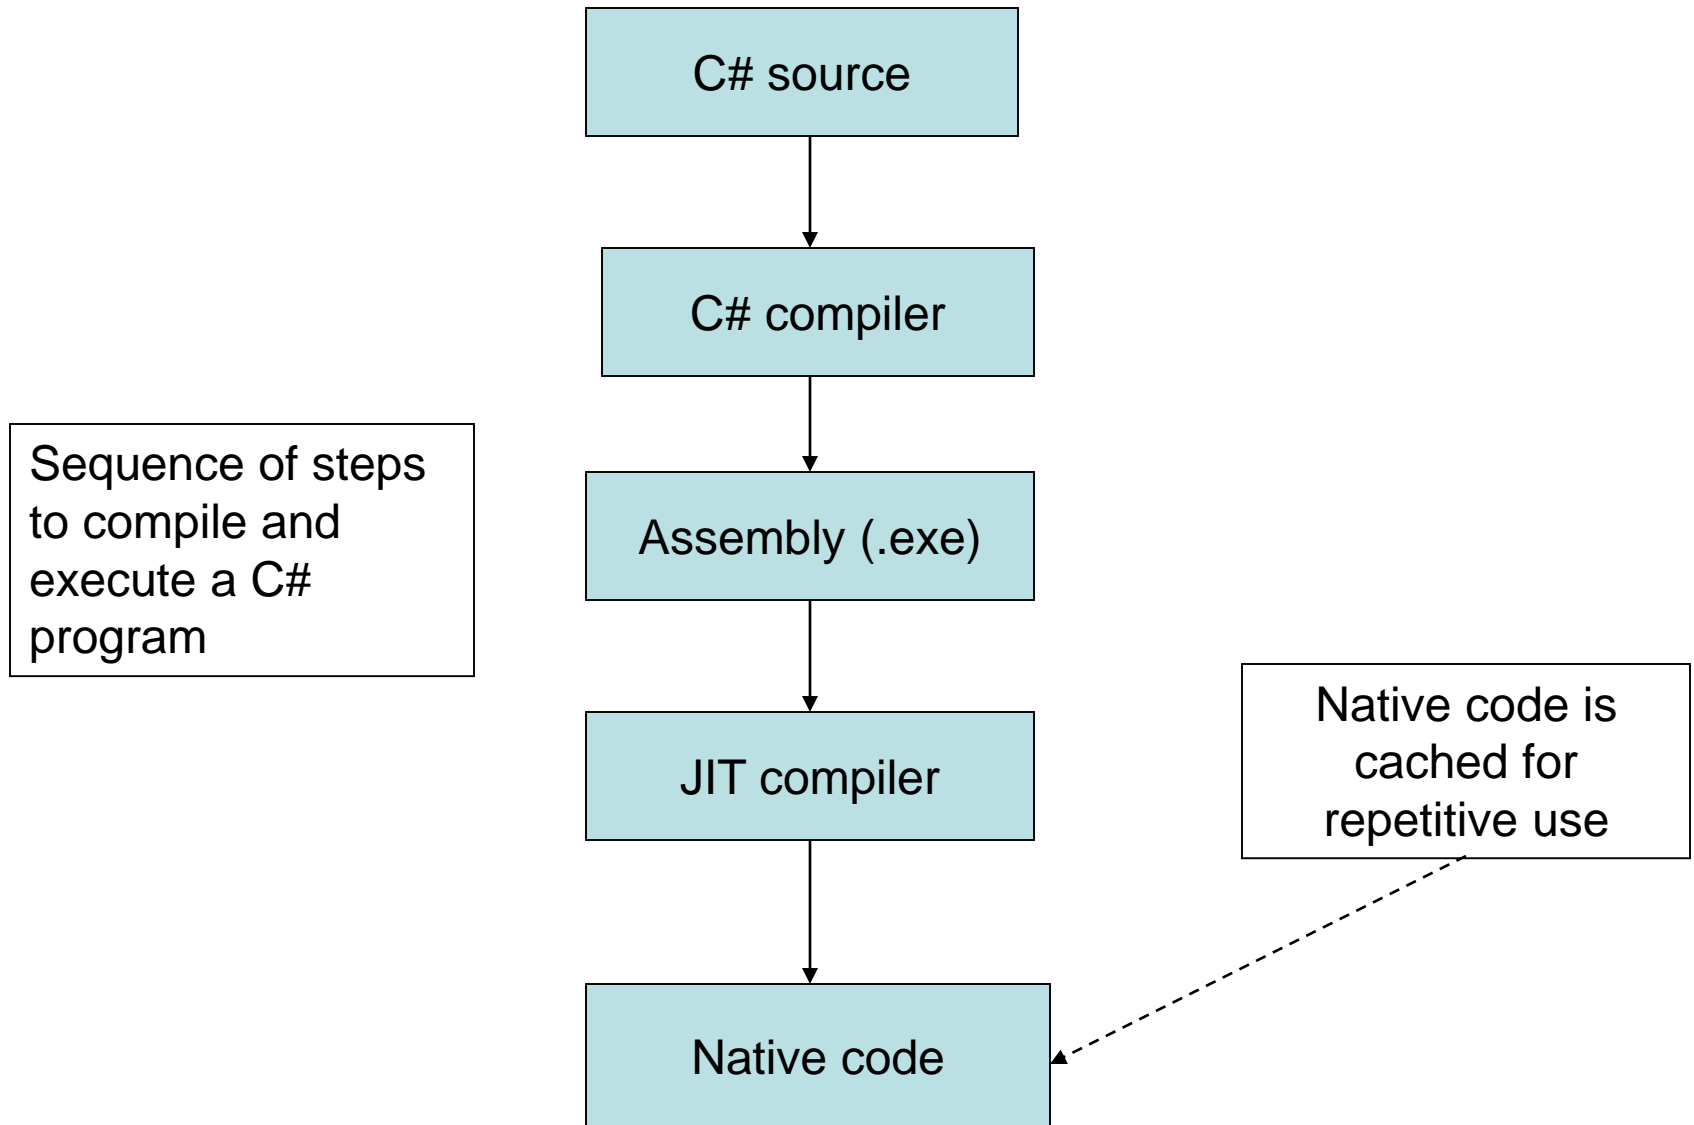 C# source
C# compiler
Sequence of steps
to compile and
execute a C#
program
Assembly (.exe)
JIT compiler
Native code is
cached for
repetitive use
Native code